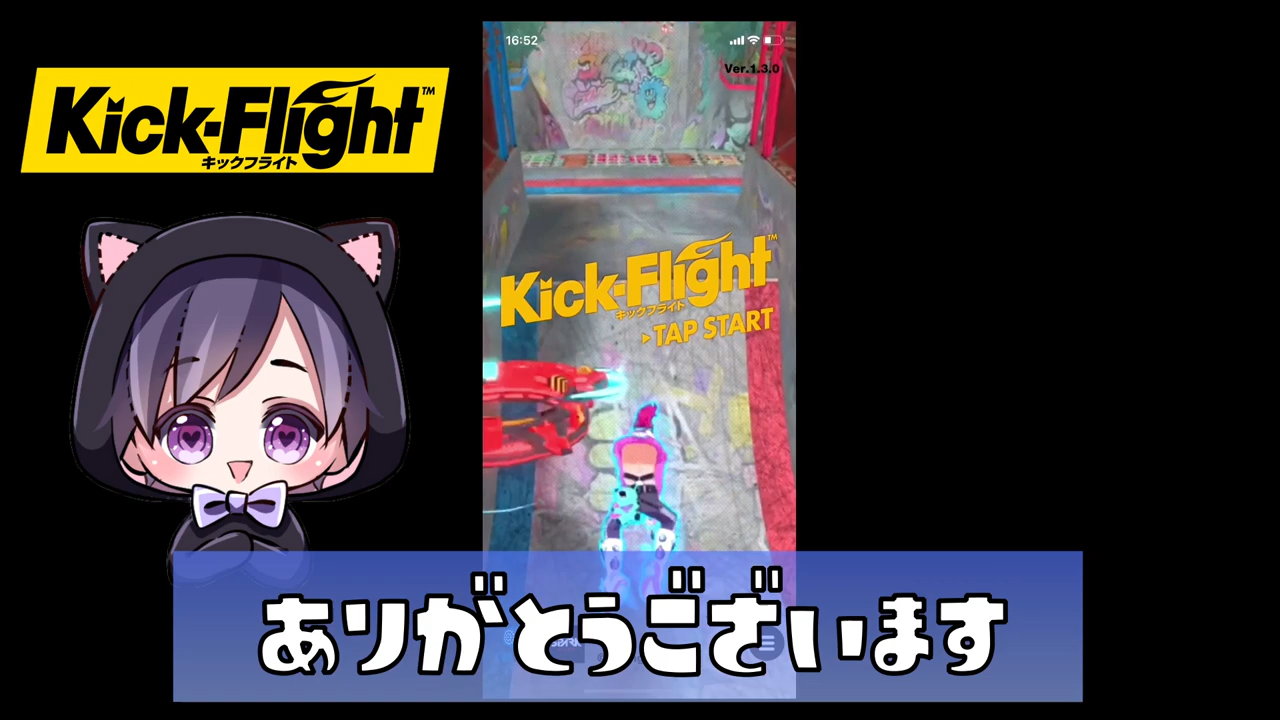 16:52
Ver.1.3.0
Kick-Flight™
キックフライト
Kick-Flight™
キックフライト
▶TAP START
ありがとうございます